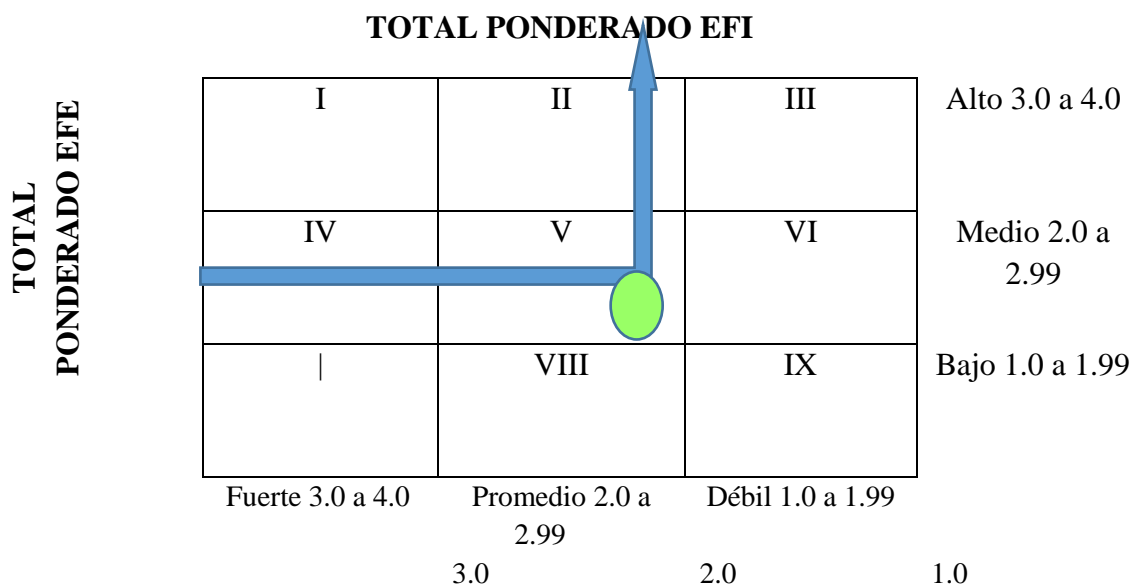 TOTAL PONDERADO EFI
TOTAL
PONDERADO EFE
I II III Alto 3.0 a 4.0
IV V VI Medio 2.0 a
2.99
| VIII IX Bajo 1.0 a 1.99
Fuerte 3.0 a 4.0 Promedio 2.0 a Débil 1.0 a 1.99
2.99
3.0 2.0 1.0